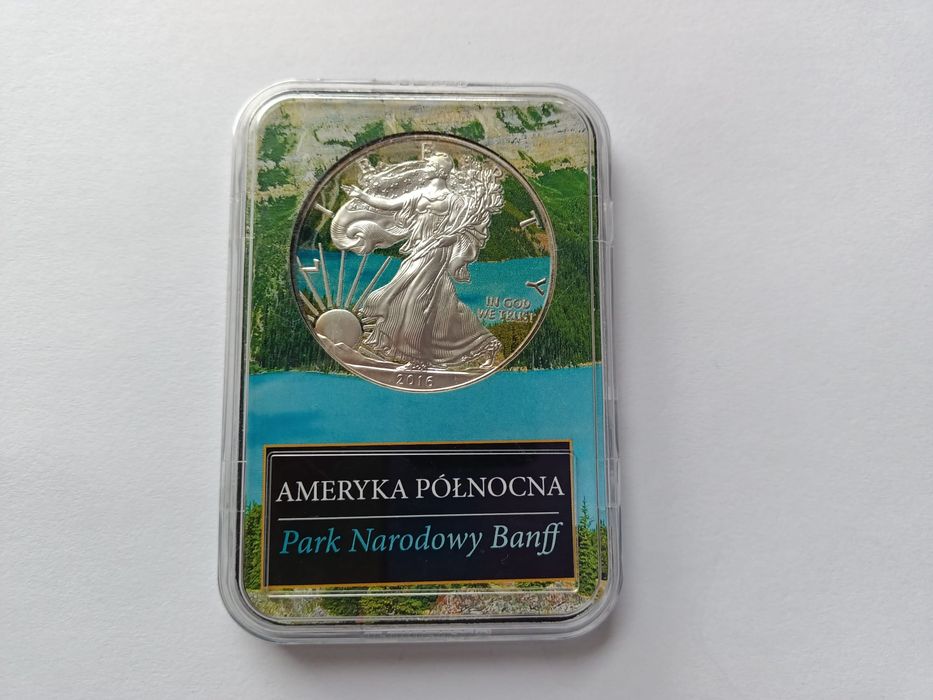 LIBERTY
IN GOD
WE TRUST
2016
AMERYKA PÓŁNOCNA
Park Narodowy Banff